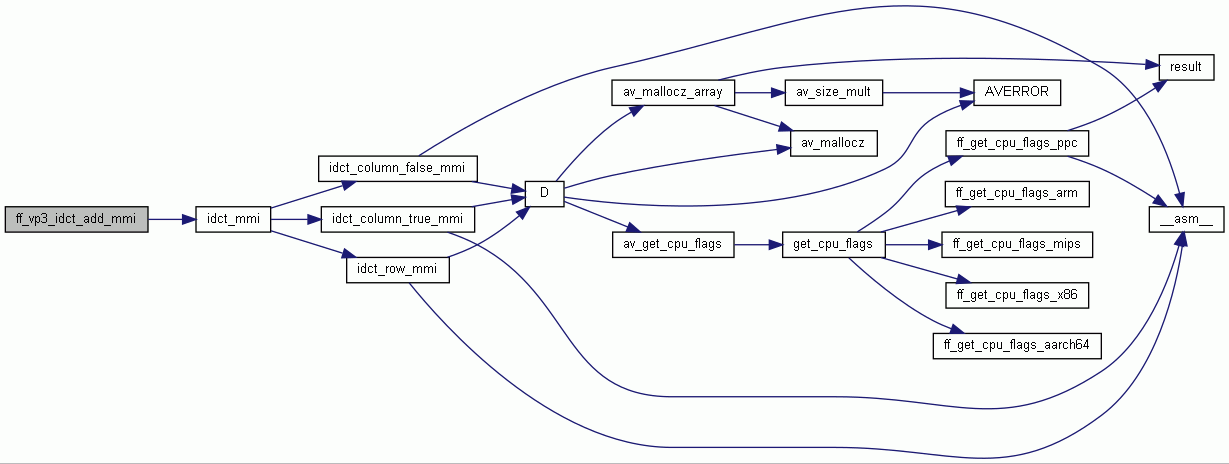 ff_vp3_idct_add_mmi
idct_mmi
idct_column_false_mmi
idct_column_true_mmi
idct_row_mmi
D
av_mallocz_array
av_get_cpu_flags
av_size_mult
av_mallocz
get_cpu_flags
AVERROR
ff_get_cpu_flags_ppc
ff_get_cpu_flags_arm
ff_get_cpu_flags_mips
ff_get_cpu_flags_x86
ff_get_cpu_flags_aarch64
result
__asm__